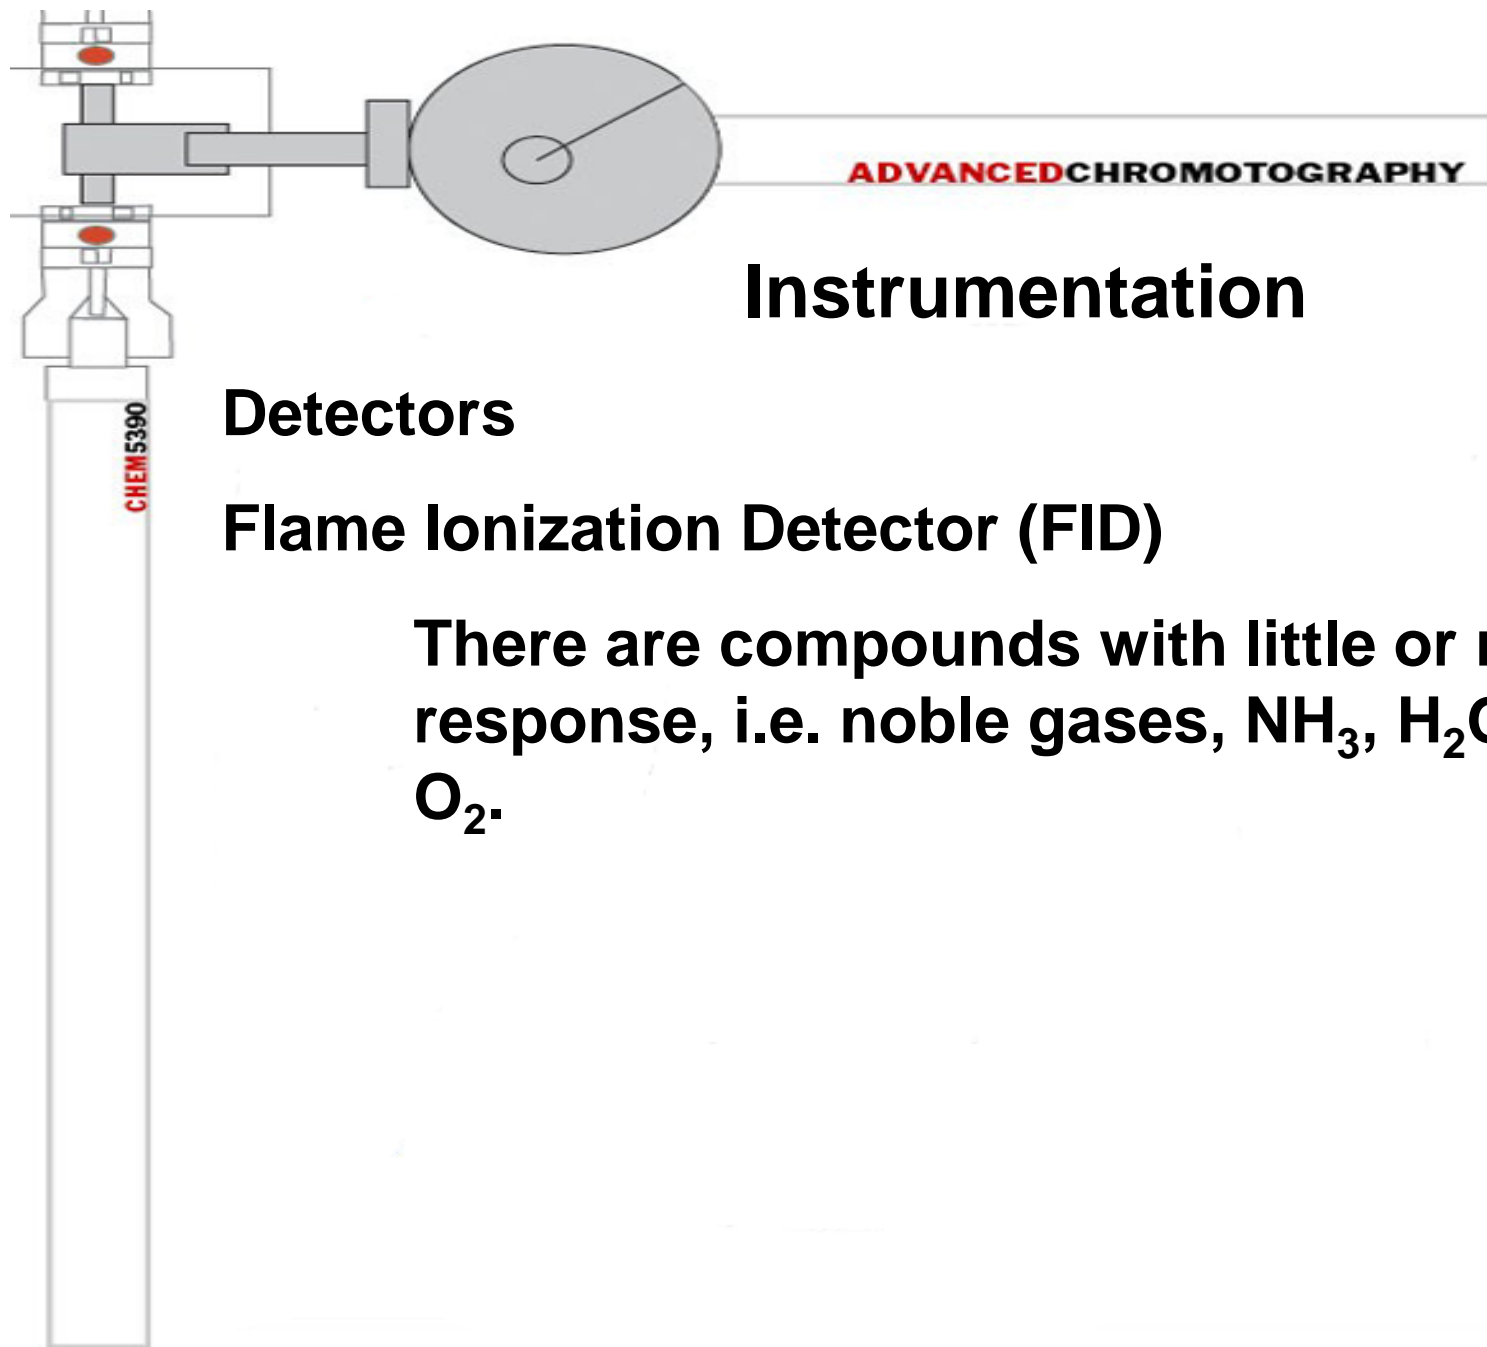 ADVANCEDCHROMOTOGRAPHY
Instrumentation
CHEM5390
Detectors
Flame Ionization Detector (FID)
There are compounds with little or
response, i.e. noble gases, NH₃,
O₂.